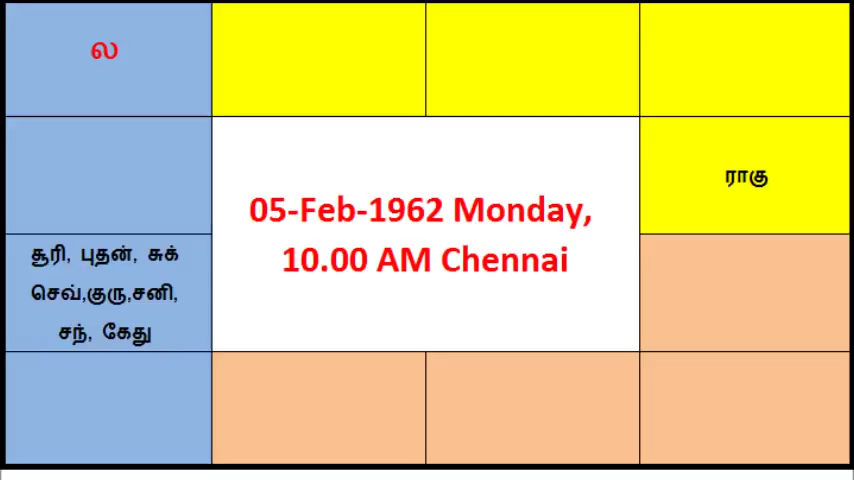 ல
ராகு
05-Feb-1962 Monday,
10.00 AM Chennai
சூரி, புதன், சுக்
செவ்,குரு,சனி,
சந், கேது